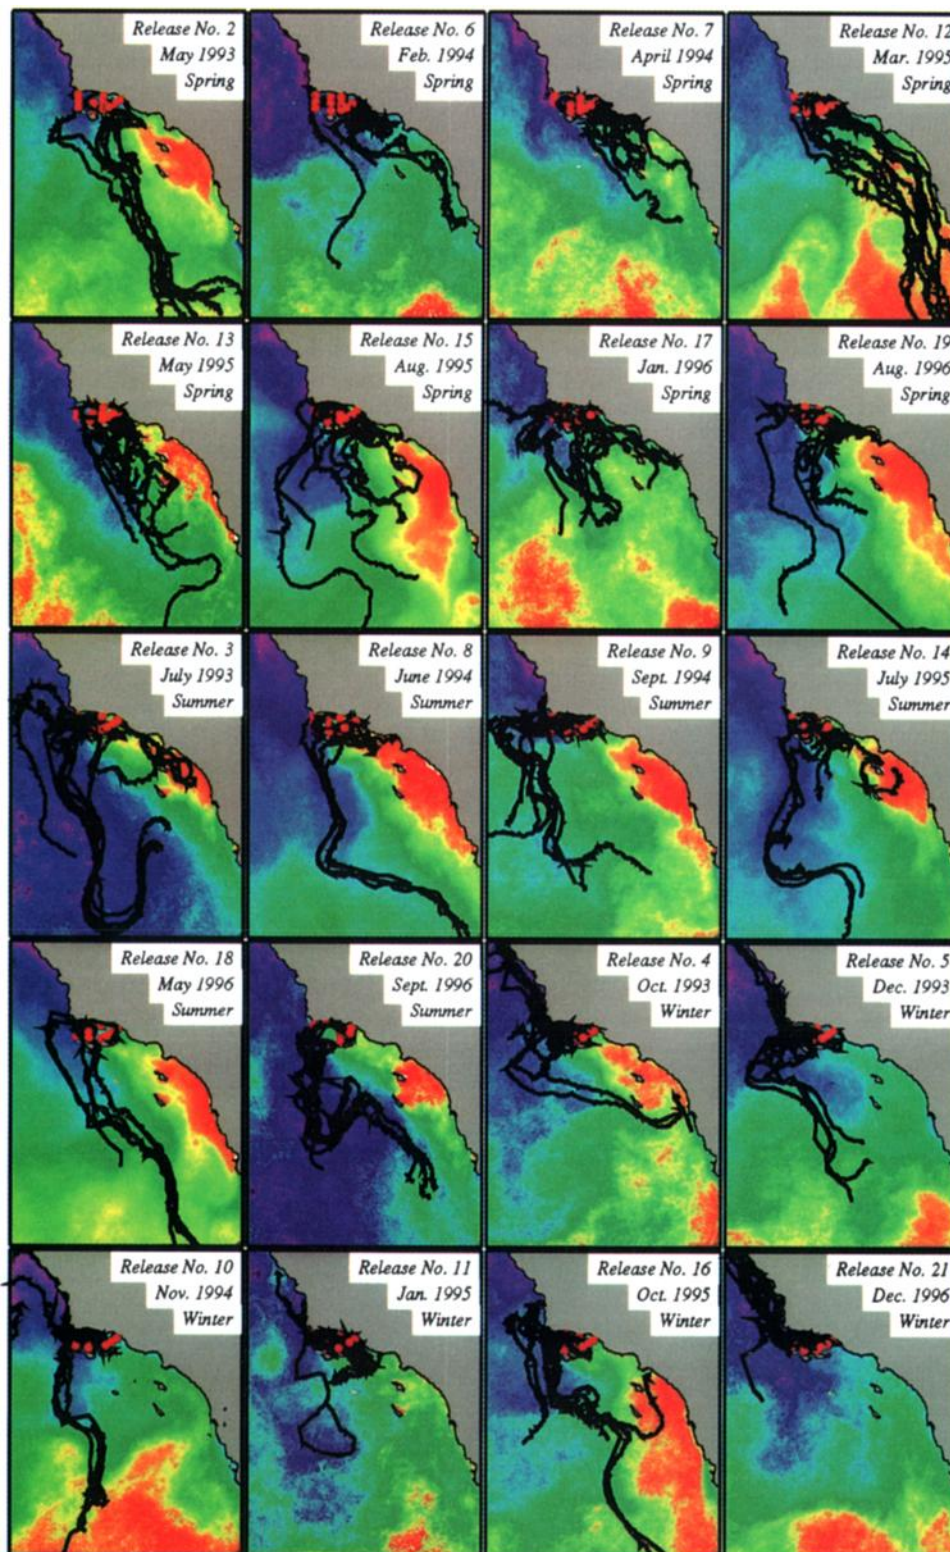 Release No. 2
May 1993
Spring
Release No. 6
Feb. 1994
Spring
Release No. 7
April 1994
Spring
Release No. 12
Mar. 1995
Spring
Release No. 13
May 1995
Spring
Release No. 15
Aug. 1995
Spring
Release No. 17
Jan. 1996
Spring
Release No. 19
Aug. 1996
Spring
Release No. 3
July 1993
Summer
Release No. 8
June 1994
Summer
Release No. 9
Sept. 1994
Summer
Release No. 14
July 1995
Summer
Release No. 18
May 1996
Summer
Release No. 20
Sept. 1996
Summer
Release No. 4
Oct. 1993
Winter
Release No. 5
Dec. 1993
Winter
Release No. 10
Nov. 1994
Winter
Release No. 11
Jan. 1995
Winter
Release No. 16
Oct. 1995
Winter
Release No. 21
Dec. 1996
Winter